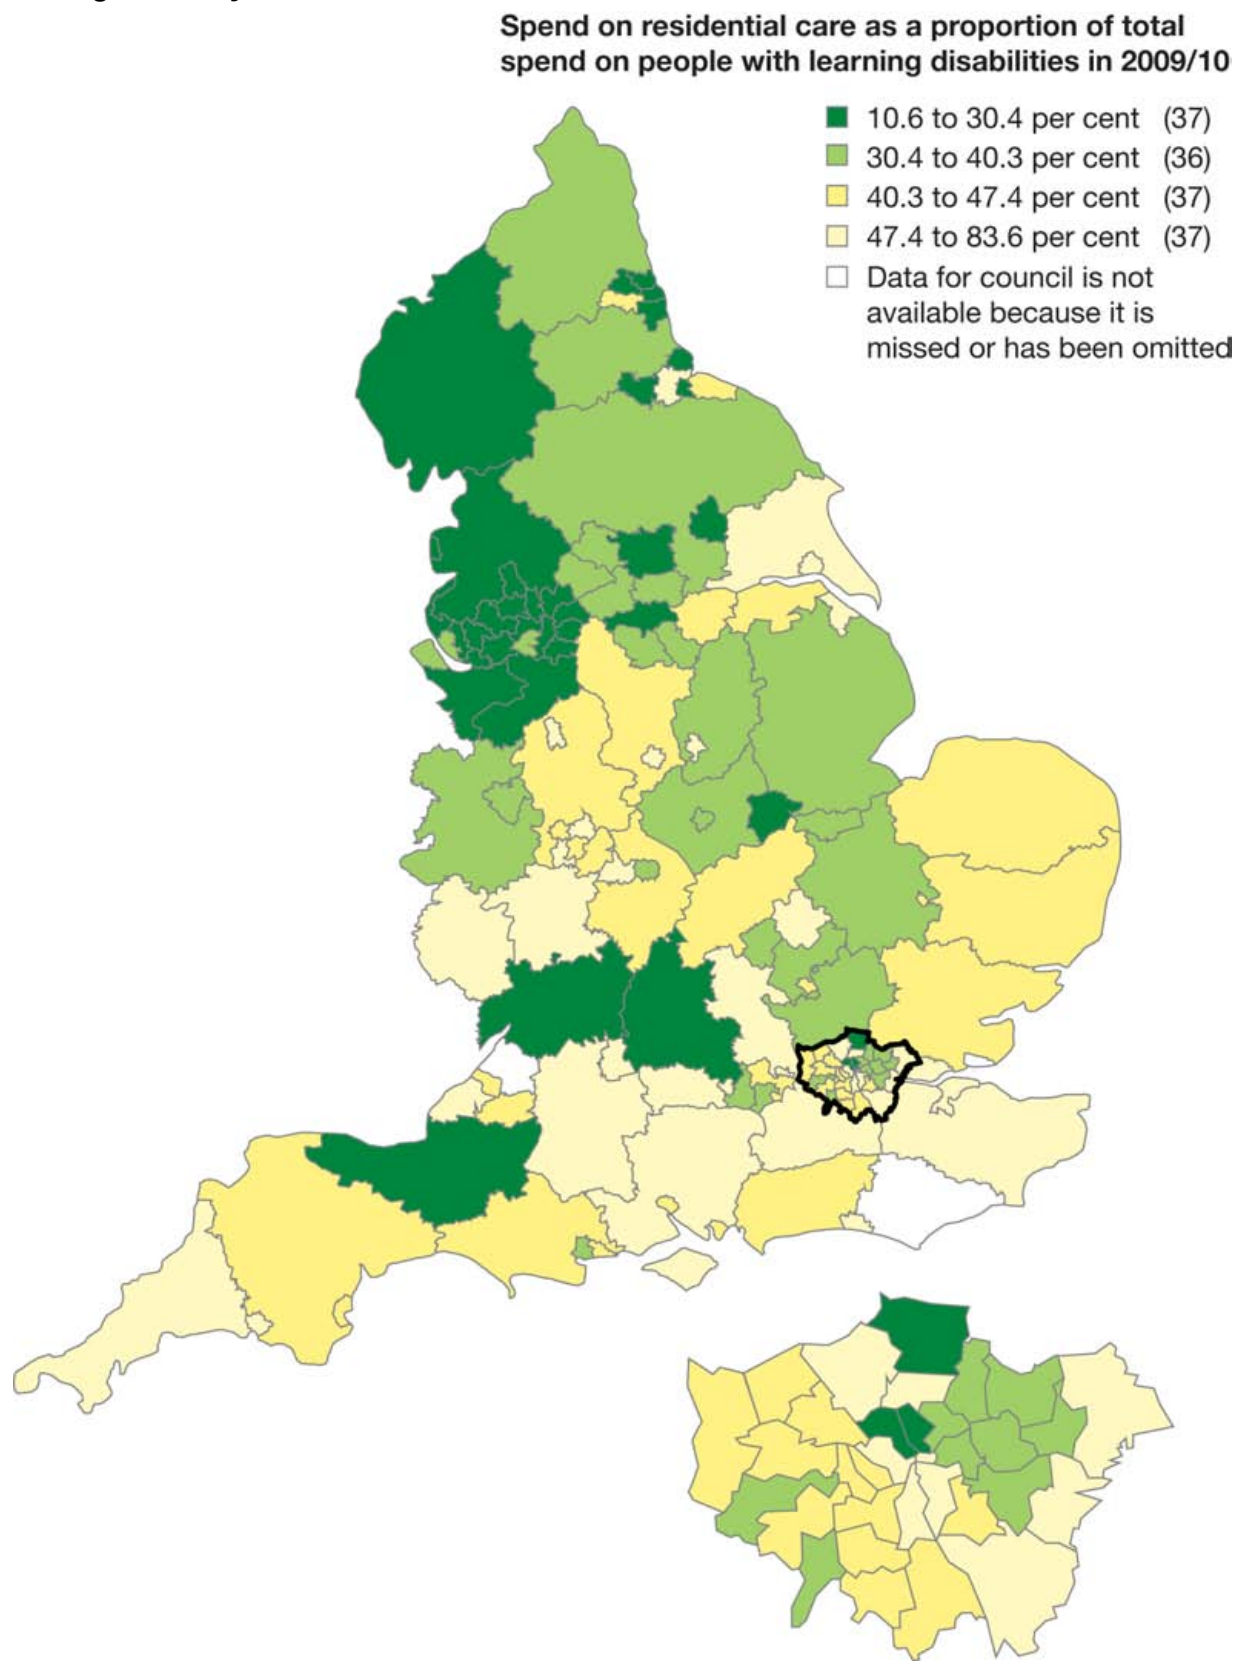 Spend on residential care as a proportion of total
spend on people with learning disabilities in 2009/10
10.6 to 30.4 per cent (37)
30.4 to 40.3 per cent (36)
40.3 to 47.4 per cent (37)
47.4 to 83.6 per cent (37)
Data for council is not
available because it is
missed or has been omitted